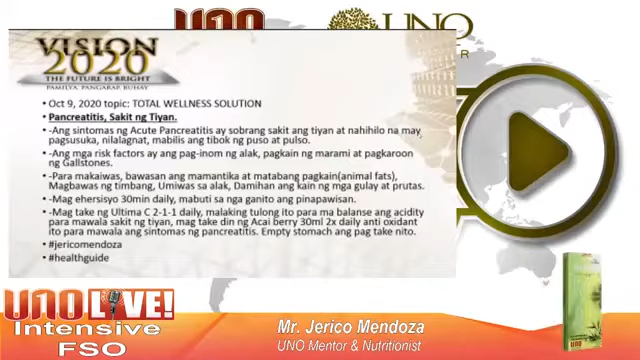 UNO
UNO
R
VISION
2020
THE FUTURE IS BRIGHT
PAMILYA, PANGARAP, BUHAY
• Oct 9, 2020 topic: TOTAL WELLNESS SOLUTION
• Pancreatitis, Sakit ng Tiyan.
• -Ang sintomas ng Acute Pancreatitis ay sobrang sakit ang tiyan at nahihilo na may
pagsusuka, nilalagnat, mabilis ang tibok ng puso at pulso.
• -Ang mga risk factors ay ang pag-inom ng alak, pagkain ng marami at pagkaroon
ng Gallstones.
• -Para makaiwas, bawasan ang mamantika at matabang pagkain(animal fats),
Magbawas ng timbang, Umiwas sa alak, Damihan ang kain ng mga gulay at prutas.
• -Mag ehersisyo 30min daily, mabuti sa nga ganito ang pinapawisan.
• -Mag take ng Ultima C 2-1-1 daily, malaking tulong ito para ma balanse ang acidity
para mawala sakit ng tiyan, mag take din ng Acai berry 30ml 2x daily anti oxidant
ito para mawala ang sintomas ng pancreatitis. Empty stomach ang pag take nito.
• #jericomendoza
• #healthguide
UNO LIVE!
Intensive
FSO
Mr. Jerico Mendoza
UNO Mentor & Nutritionist
UNO